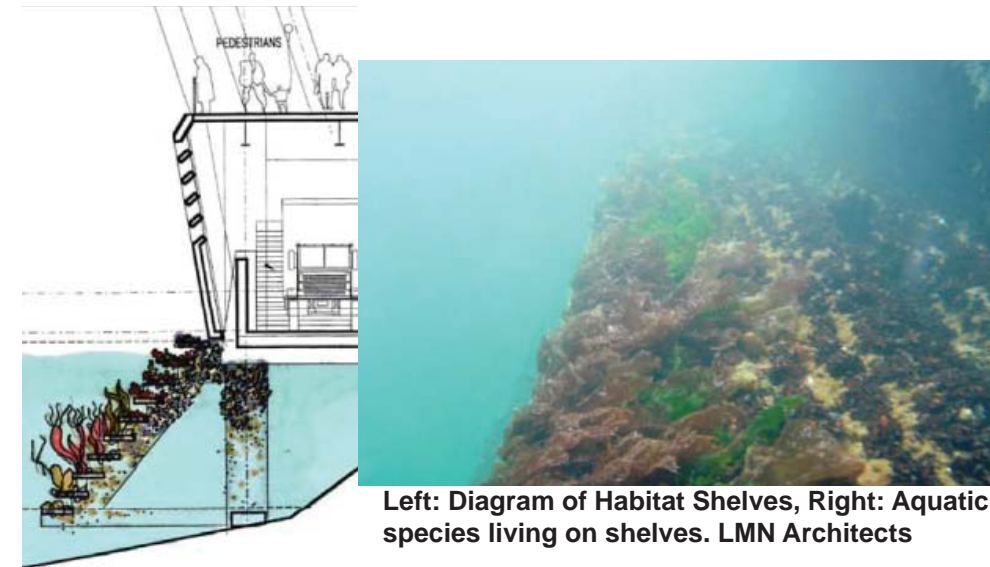 PEDESTRIANS
Left: Diagram of Habitat Shelves, Right: Aquatic
species living on shelves. LMN Architects